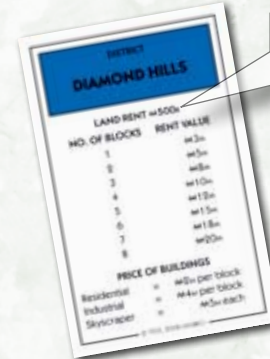 DISTRICT
DIAMOND HILLS
LAND RENT ₩500K
NO. OF BLOCKS RENT VALUE
1 ₩3m
2 ₩5m
3 ₩8m
4 ₩10m
5 ₩12m
6 ₩15m
7 ₩18m
8 ₩20m
PRICE OF BUILDINGS
Residential = ₩2m per block
Industrial = ₩4m per block
Skyscraper = ₩5m each